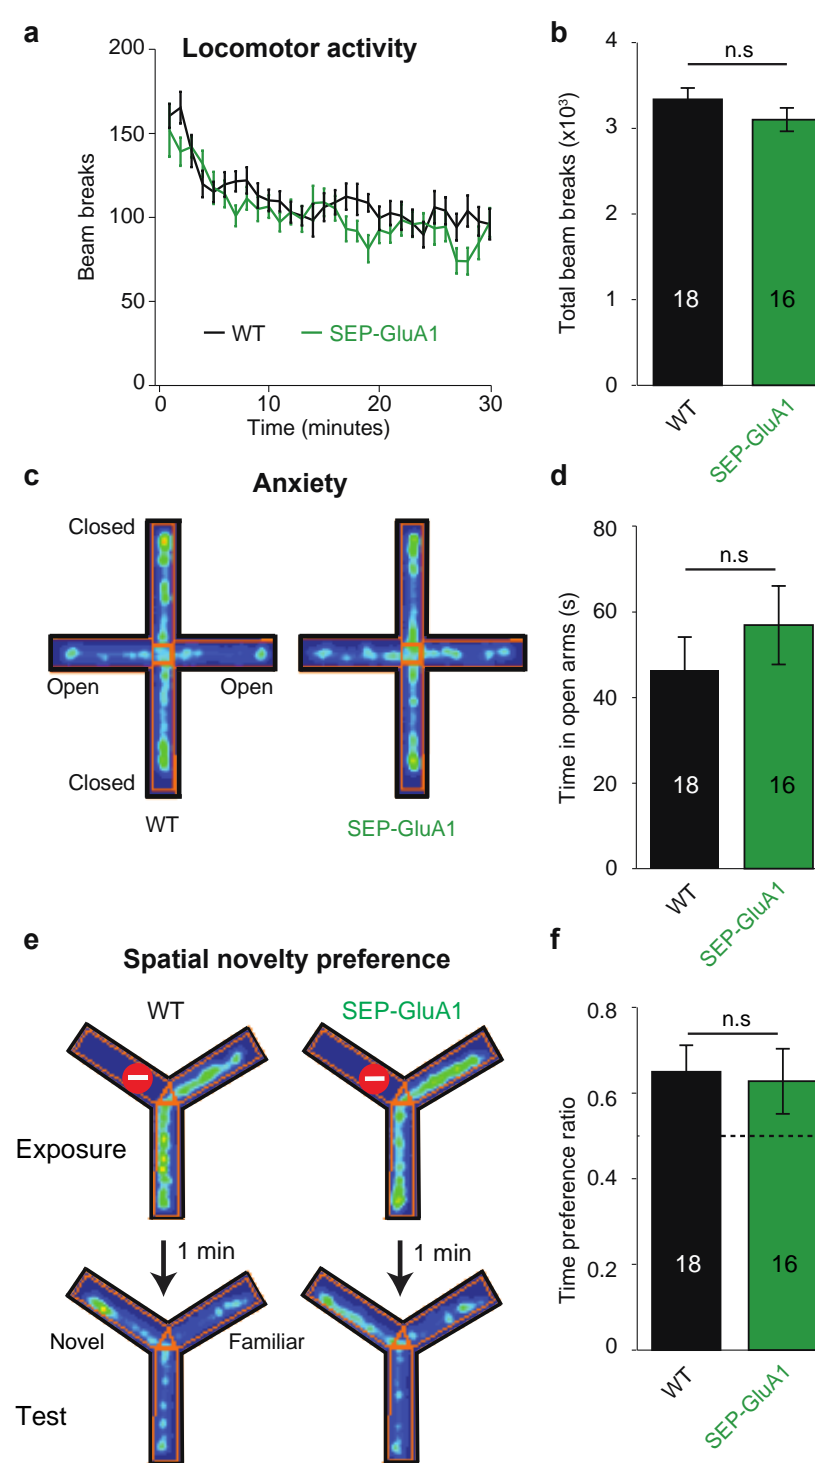 a
Locomotor activity
200
150
100
50
0
Beam breaks
WT
SEP-GluA1
0
10
20
30
Time (minutes)
b
4
3
2
1
0
Total beam breaks (x10³)
n.s
18
16
WT
SEP-GluA1
c
Anxiety
Closed
Open
Open
Closed
WT
SEP-GluA1
d
80
60
40
20
0
Time in open arms (s)
n.s
18
16
WT
SEP-GluA1
e
Spatial novelty preference
WT
SEP-GluA1
Exposure
1 min
1 min
Novel
Familiar
Test
f
0.8
0.6
0.4
0.2
0
Time preference ratio
n.s
18
16
WT
SEP-GluA1